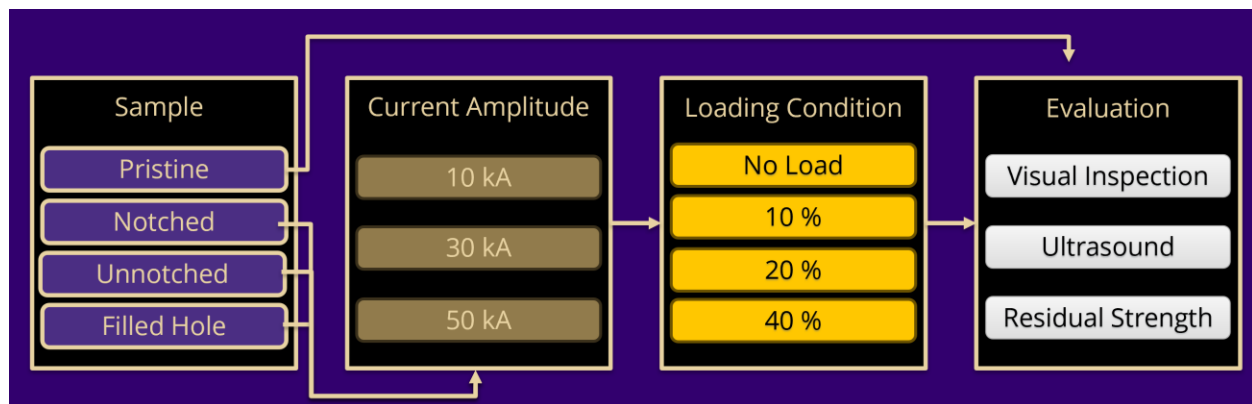 Sample
Pristine
Notched
Unnotched
Filled Hole
Current Amplitude
10 kA
30 kA
50 kA
Loading Condition
No Load
10 %
20 %
40 %
Evaluation
Visual Inspection
Ultrasound
Residual Strength